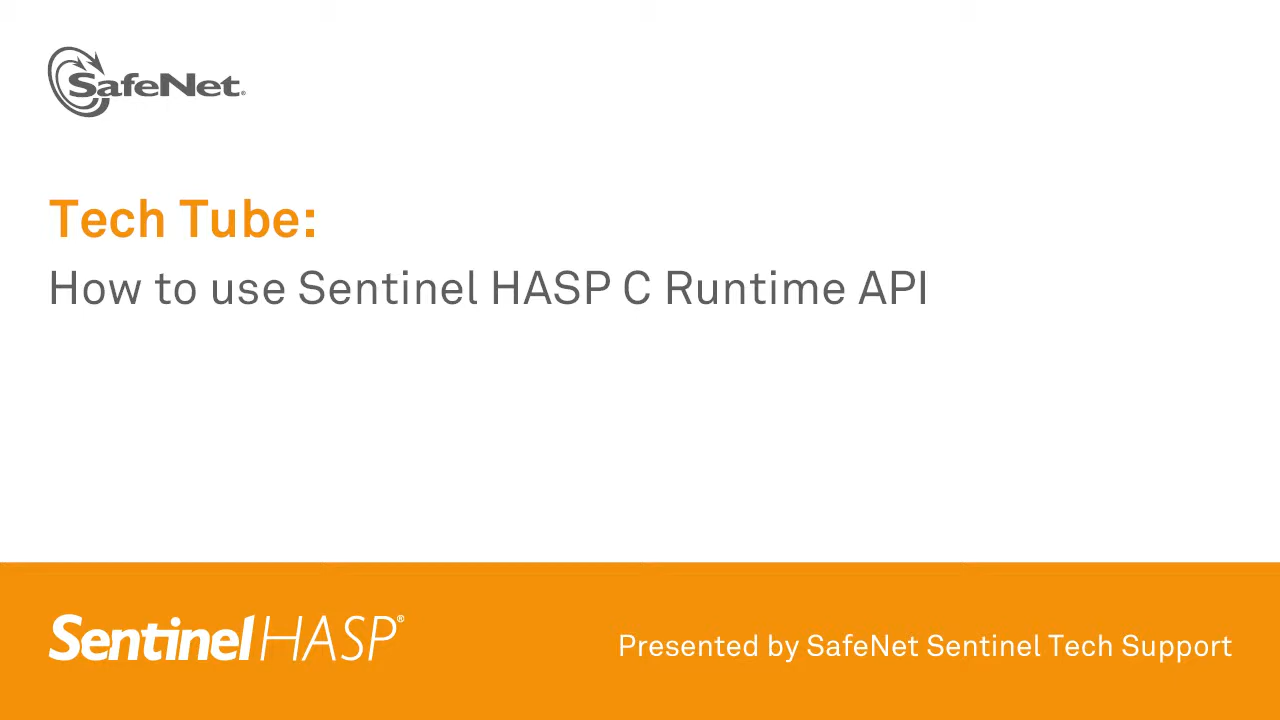 SafeNet®
Tech Tube:
How to use Sentinel HASP C Runtime API
Sentinel HASP®
Presented by SafeNet Sentinel Tech Support